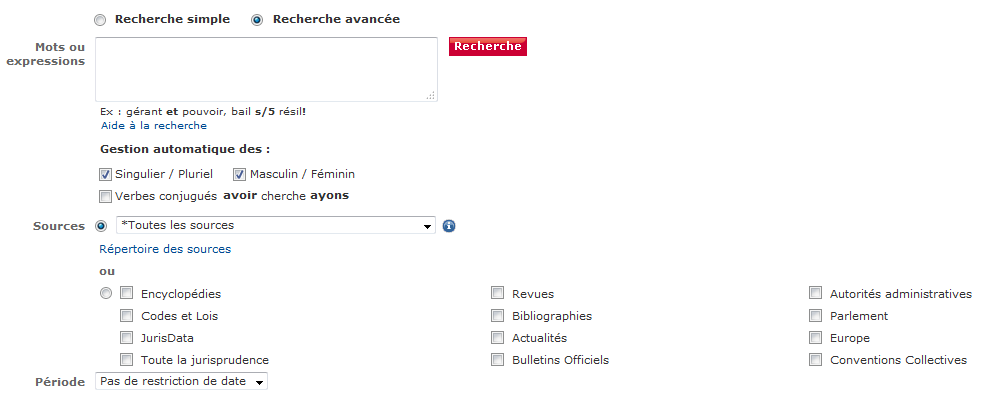 Recherche simple Recherche avancée
Mots ou
expressions
Recherche
Ex : gérant et pouvoir, bail s/5 résil!
Aide à la recherche
Gestion automatique des :
Singulier / Pluriel Masculin / Féminin
Verbes conjugués avoir cherche ayons
Sources *Toutes les sources
Répertoire des sources
ou
Encyclopédies Revues Autorités administratives
Codes et Lois Bibliographies Parlement
JurisData Actualités Europe
Toute la jurisprudence Bulletins Officiels Conventions Collectives
Période Pas de restriction de date